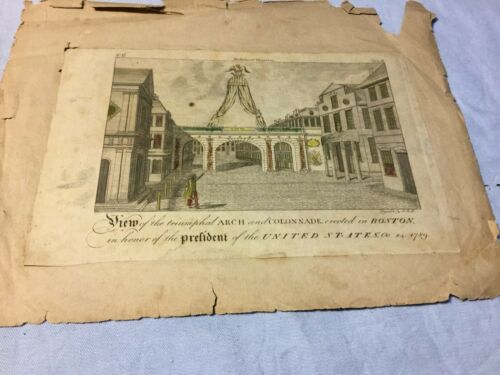 View of the triumphal ARCH and COLONNADE, erected in BOSTON,
in honor of the preſident of the UNITED STATES, Oc. 24. 1789.